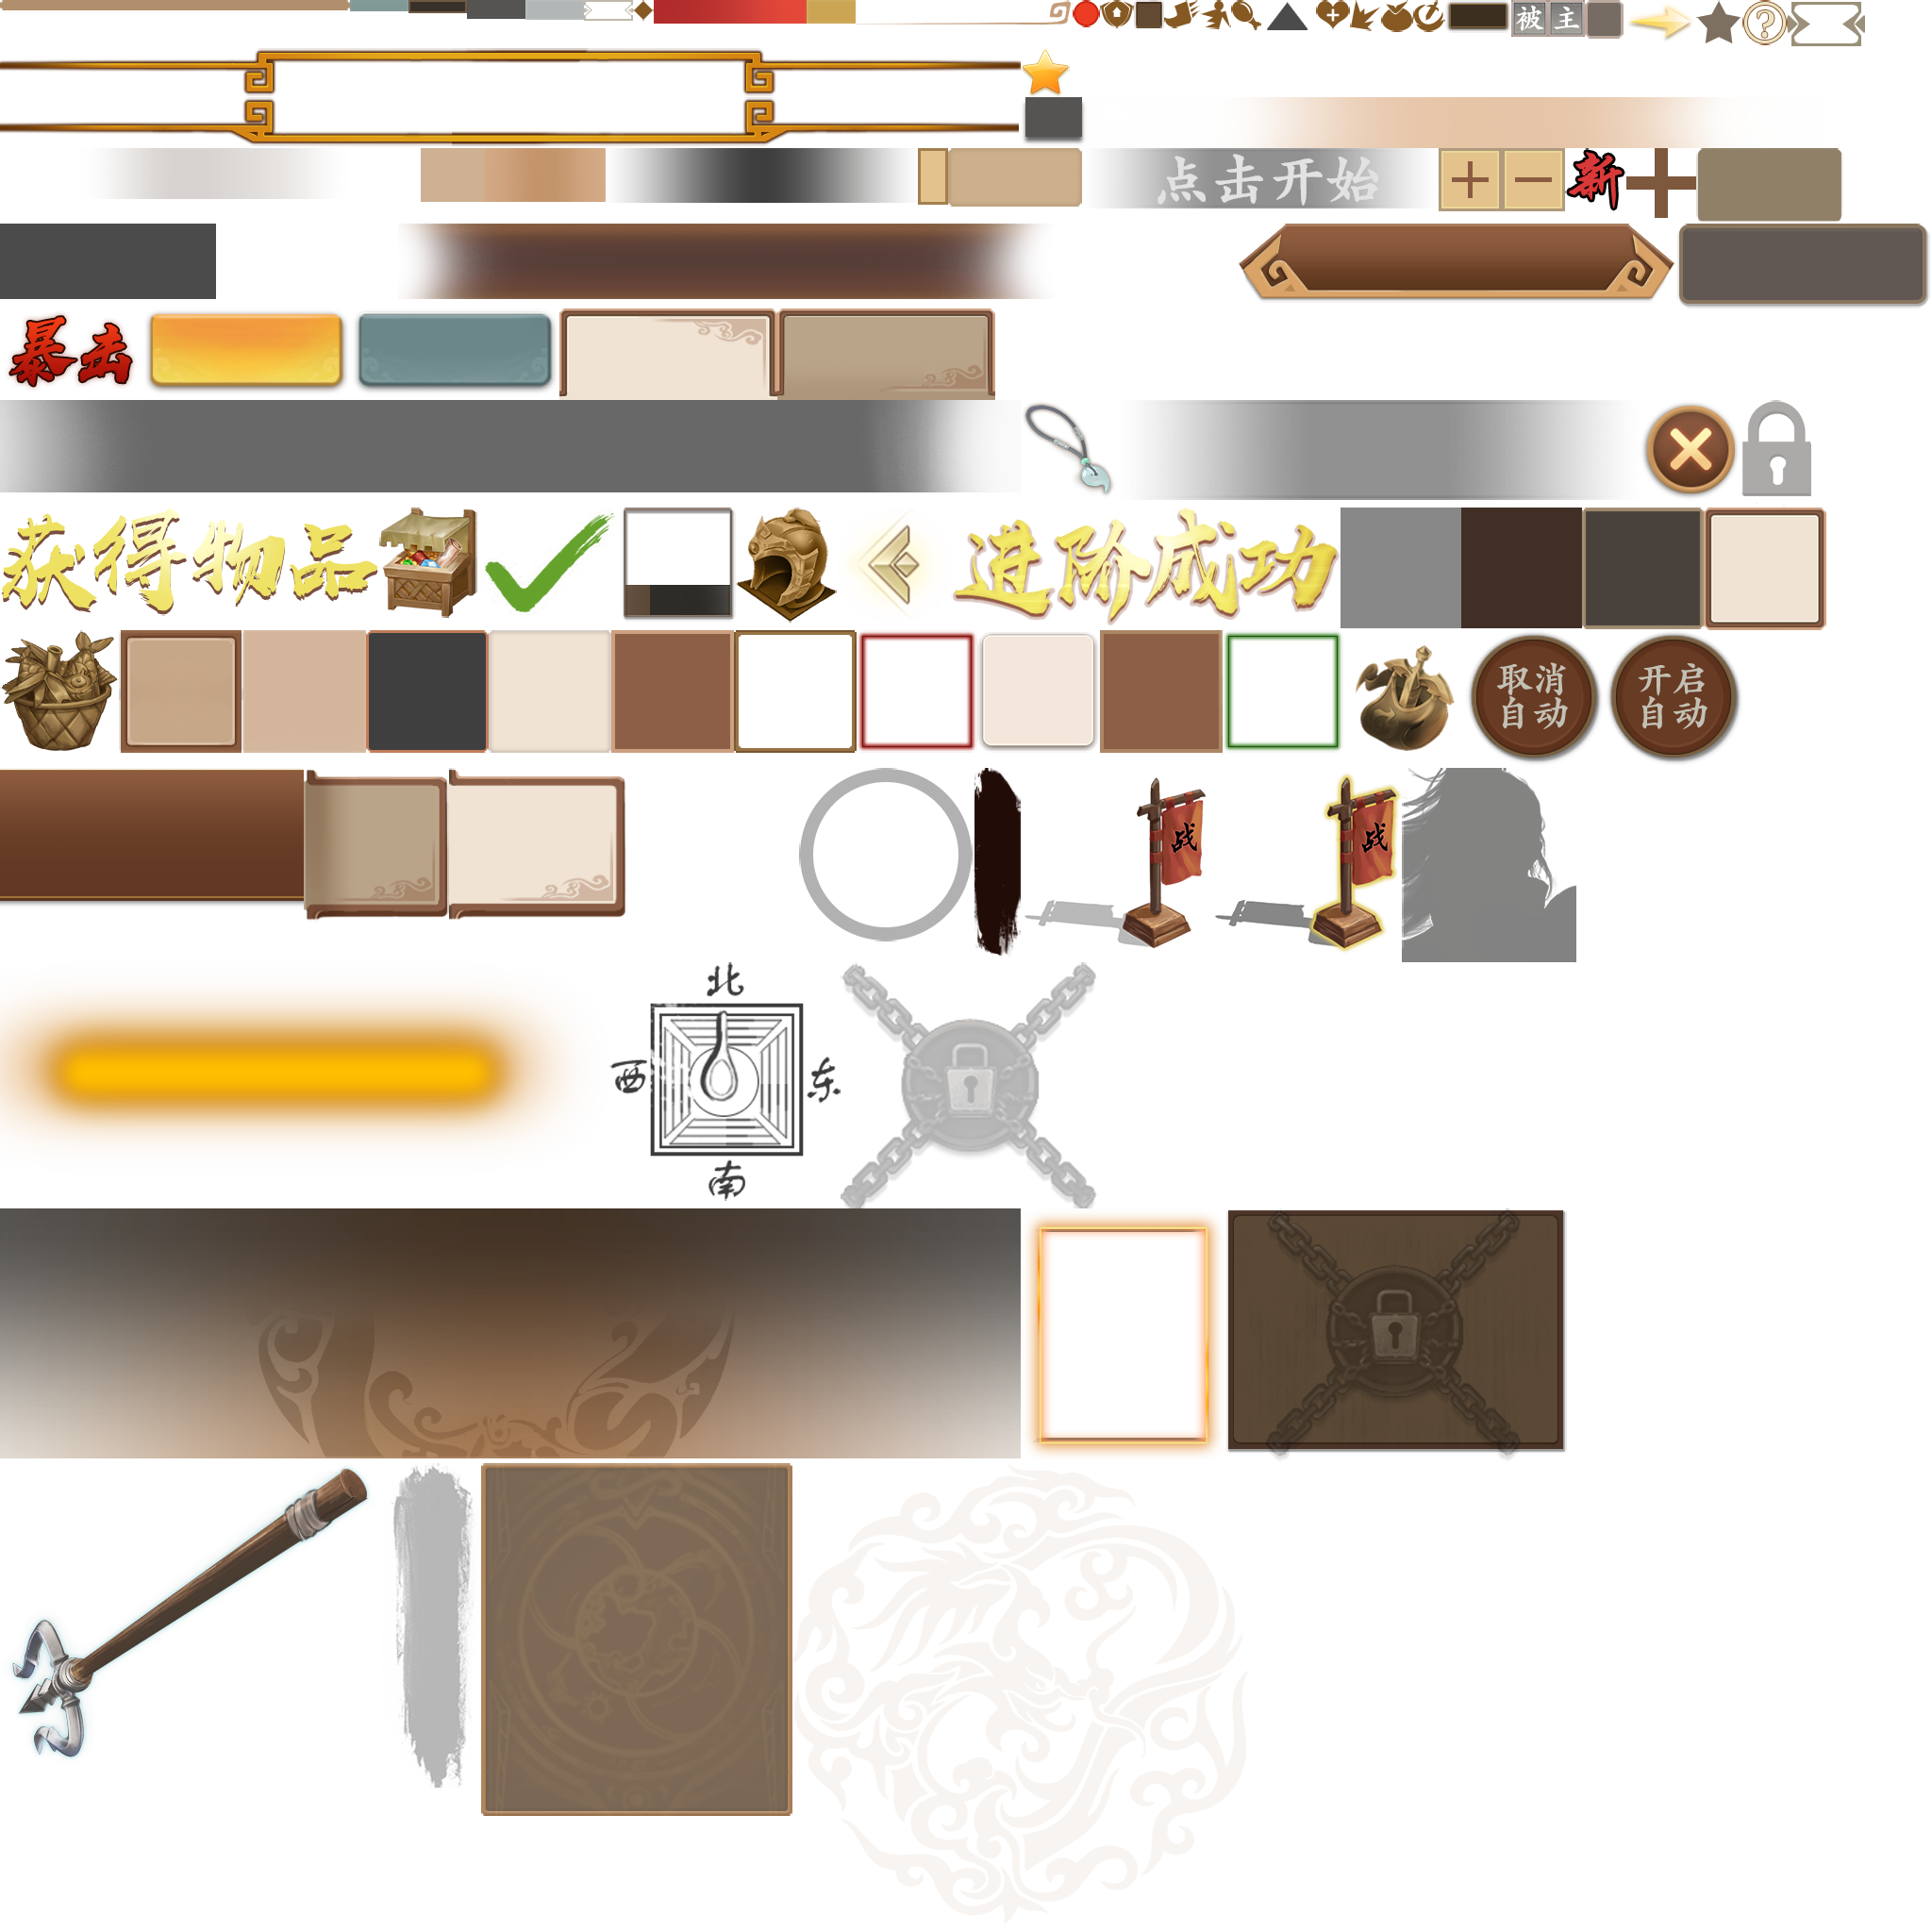 被 主
点击开始
新
暴击
获得物品
进阶成功
取消
自动
开启
自动
战
战
北
西
东
南